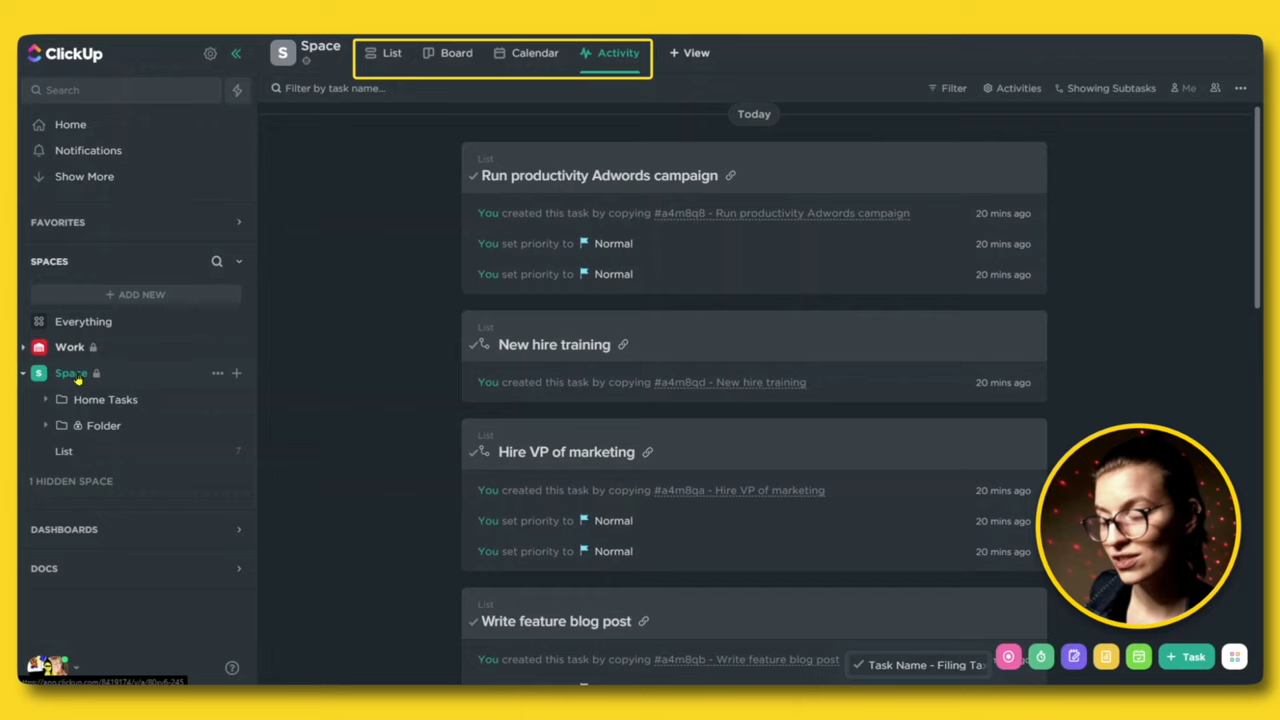 ClickUp
Search
Home
Notifications
Show More
FAVORITES
SPACES
+ ADD NEW
Everything
Work
S Space
Home Tasks
Folder
List 7
1 HIDDEN SPACE
DASHBOARDS
DOCS
S Space
List Board Calendar Activity + View
Filter by task name...
Filter Activities Showing Subtasks Me
Today
List
Run productivity Adwords campaign
You created this task by copying #a4m8q8 - Run productivity Adwords campaign 20 mins ago
You set priority to Normal 20 mins ago
You set priority to Normal 20 mins ago
List
New hire training
You created this task by copying #a4m8qd - New hire training 20 mins ago
List
Hire VP of marketing
You created this task by copying #a4m8qa - Hire VP of marketing 20 mins ago
You set priority to Normal 20 mins ago
You set priority to Normal 20 mins ago
List
Write feature blog post
You created this task by copying #a4m8qb - Write feature blog post
Task Name - Filing Ta
+ Task